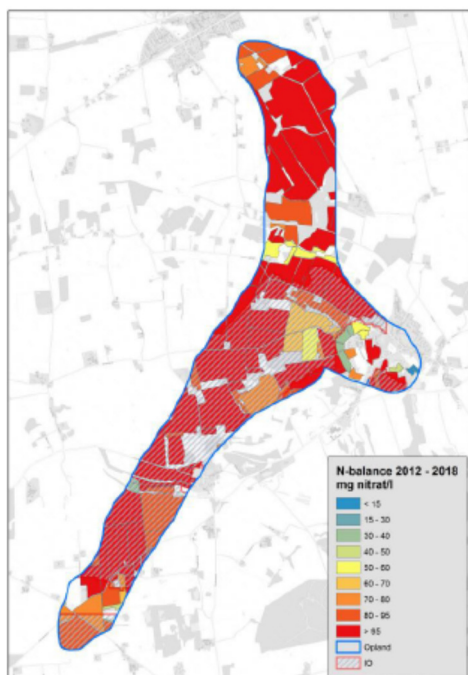 N-balance 2012 - 2018
mg nitrat/l
< 15
15 - 30
30 - 40
40 - 50
50 - 60
60 - 70
70 - 80
80 - 95
> 95
Opland
IO